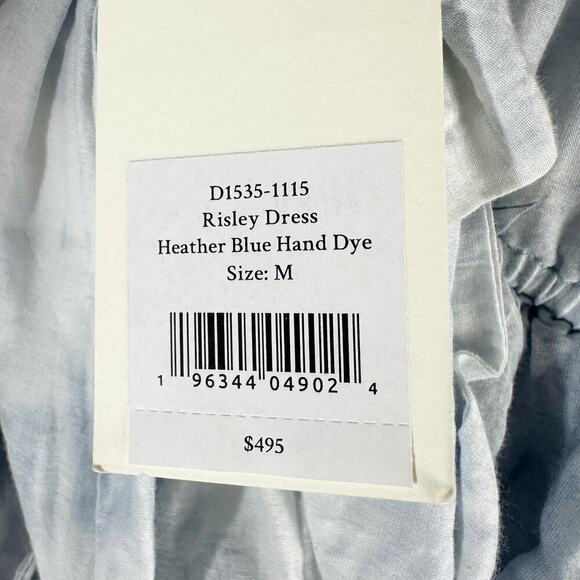 D1535-1115
Risley Dress
Heather Blue Hand Dye
Size: M
1 96344 04902 4
$495